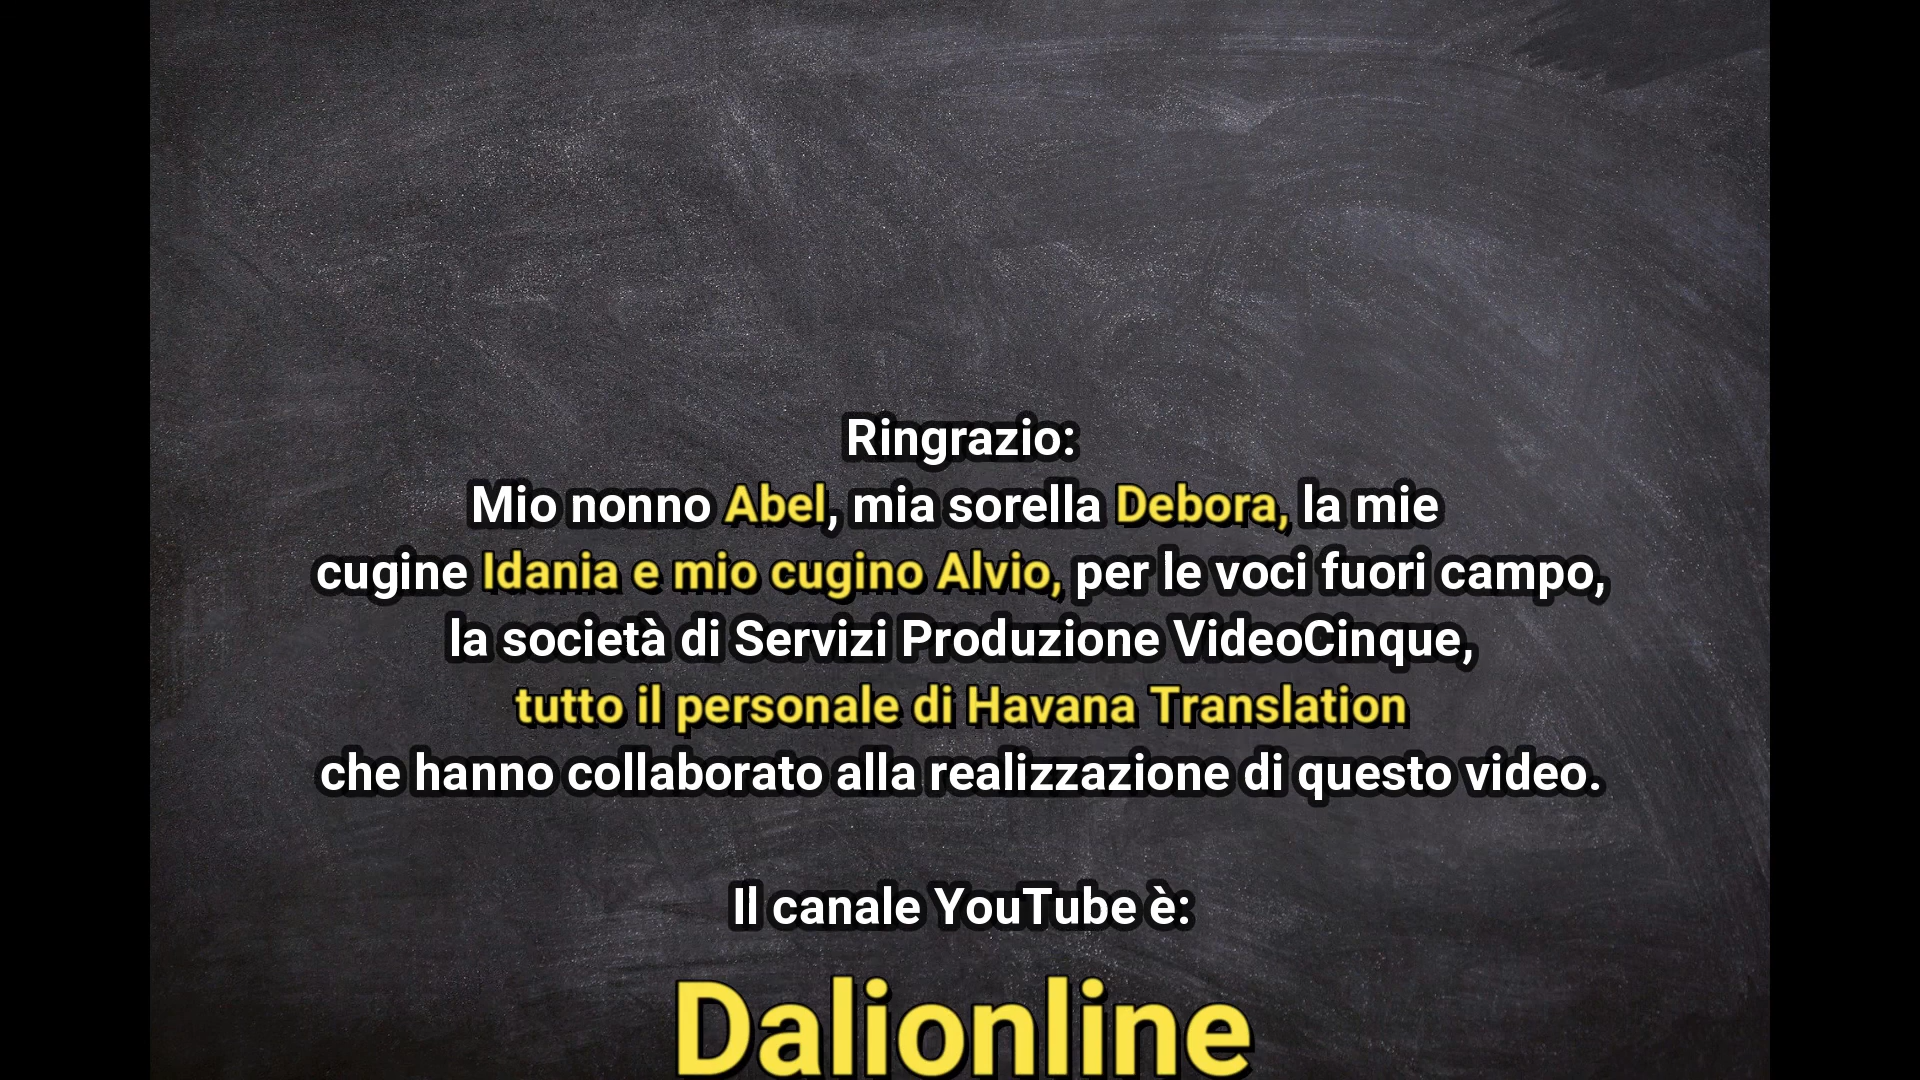 Ringrazio:
Mio nonno Abel, mia sorella Debora, la mie
cugine Idania e mio cugino Alvio, per le voci fuori campo,
la società di Servizi Produzione VideoCinque,
tutto il personale di Havana Translation
che hanno collaborato alla realizzazione di questo video.
Il canale YouTube è:
Dalionline